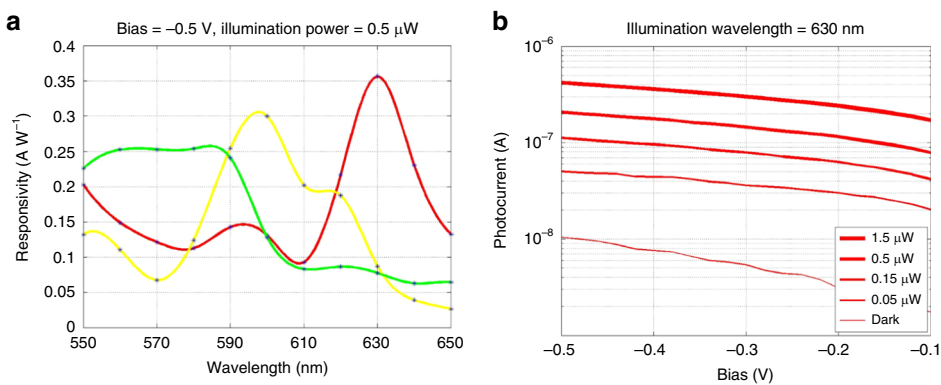 a
Bias = –0.5 V, illumination power = 0.5 μW
Responsivity (A W⁻¹)
0.4
0.35
0.3
0.25
0.2
0.15
0.1
0.05
0
550
570
590
610
630
650
Wavelength (nm)
b
Illumination wavelength = 630 nm
Photocurrent (A)
10⁻⁶
10⁻⁷
10⁻⁸
1.5 μW
0.5 μW
0.15 μW
0.05 μW
Dark
–0.5
–0.4
–0.3
–0.2
–0.1
Bias (V)